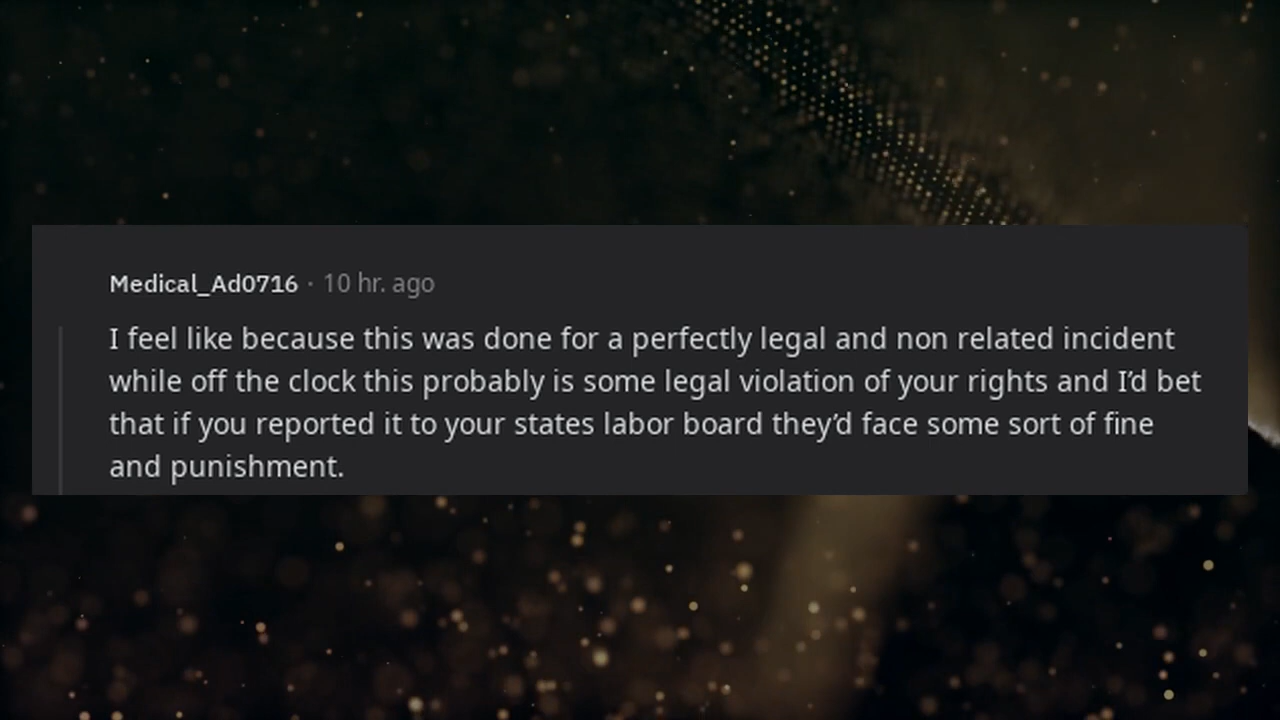 Medical_Ad0716 · 10 hr. ago
I feel like because this was done for a perfectly legal and non related incident
while off the clock this probably is some legal violation of your rights and I’d bet
that if you reported it to your states labor board they’d face some sort of fine
and punishment.